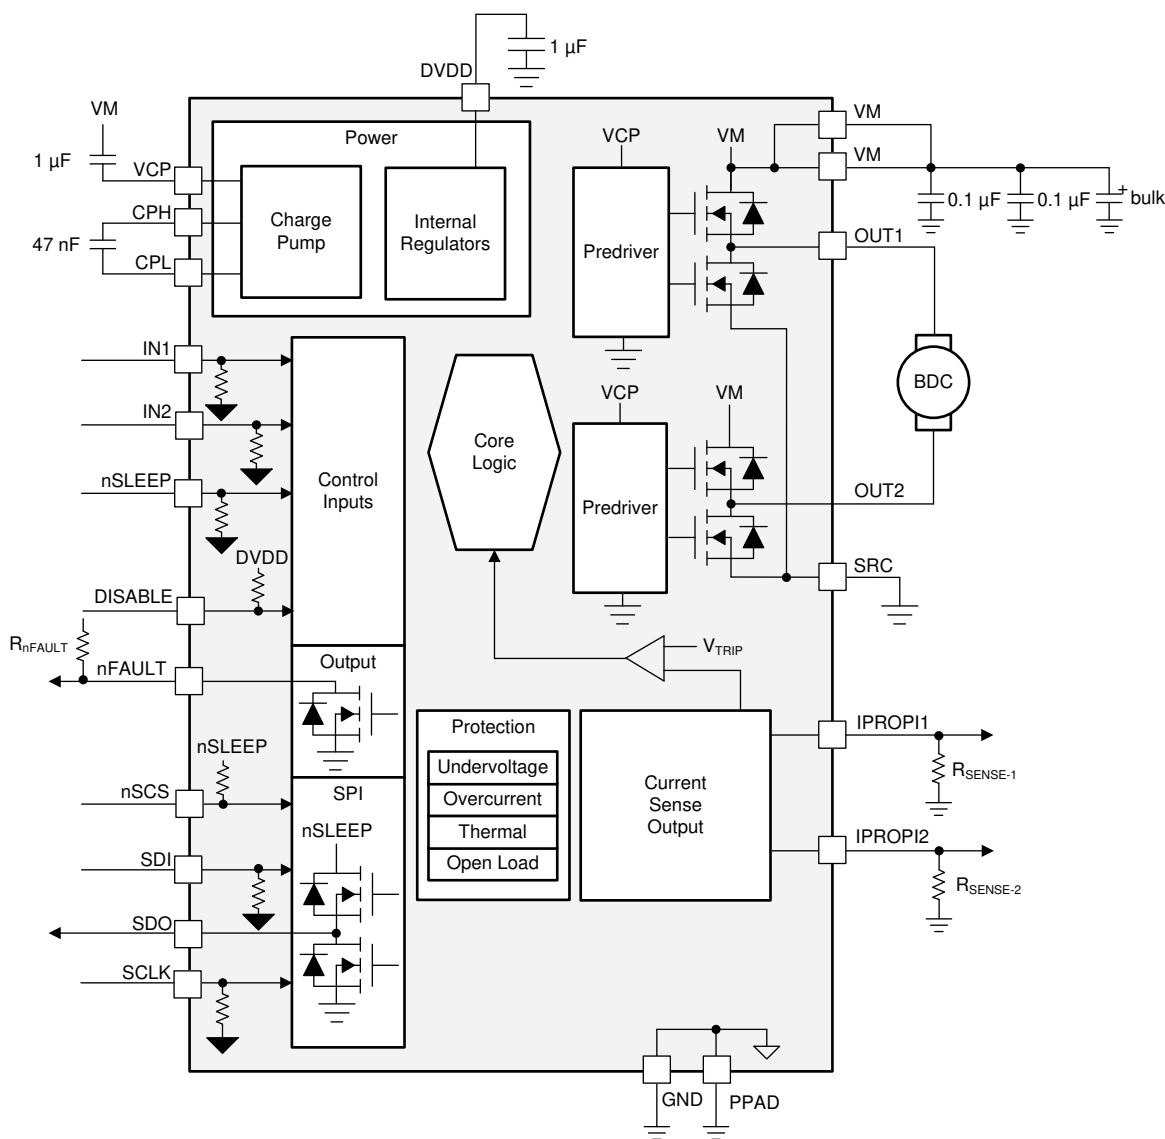 1 µF
DVDD
VM
1 µF
VCP
CPH
47 nF
CPL
Power
Charge
Pump
Internal
Regulators
VCP
VM
Predriver
VM
VM
0.1 µF
0.1 µF
+
bulk
OUT1
BDC
IN1
IN2
nSLEEP
Control
Inputs
Core
Logic
VCP
VM
Predriver
OUT2
SRC
DVDD
DISABLE
RnFAULT
nFAULT
Output
VTRIP
nSLEEP
nSCS
SPI
nSLEEP
SDI
SDO
SCLK
Protection
Undervoltage
Overcurrent
Thermal
Open Load
Current
Sense
Output
IPROPI1
RSENSE-1
IPROPI2
RSENSE-2
GND
PPAD